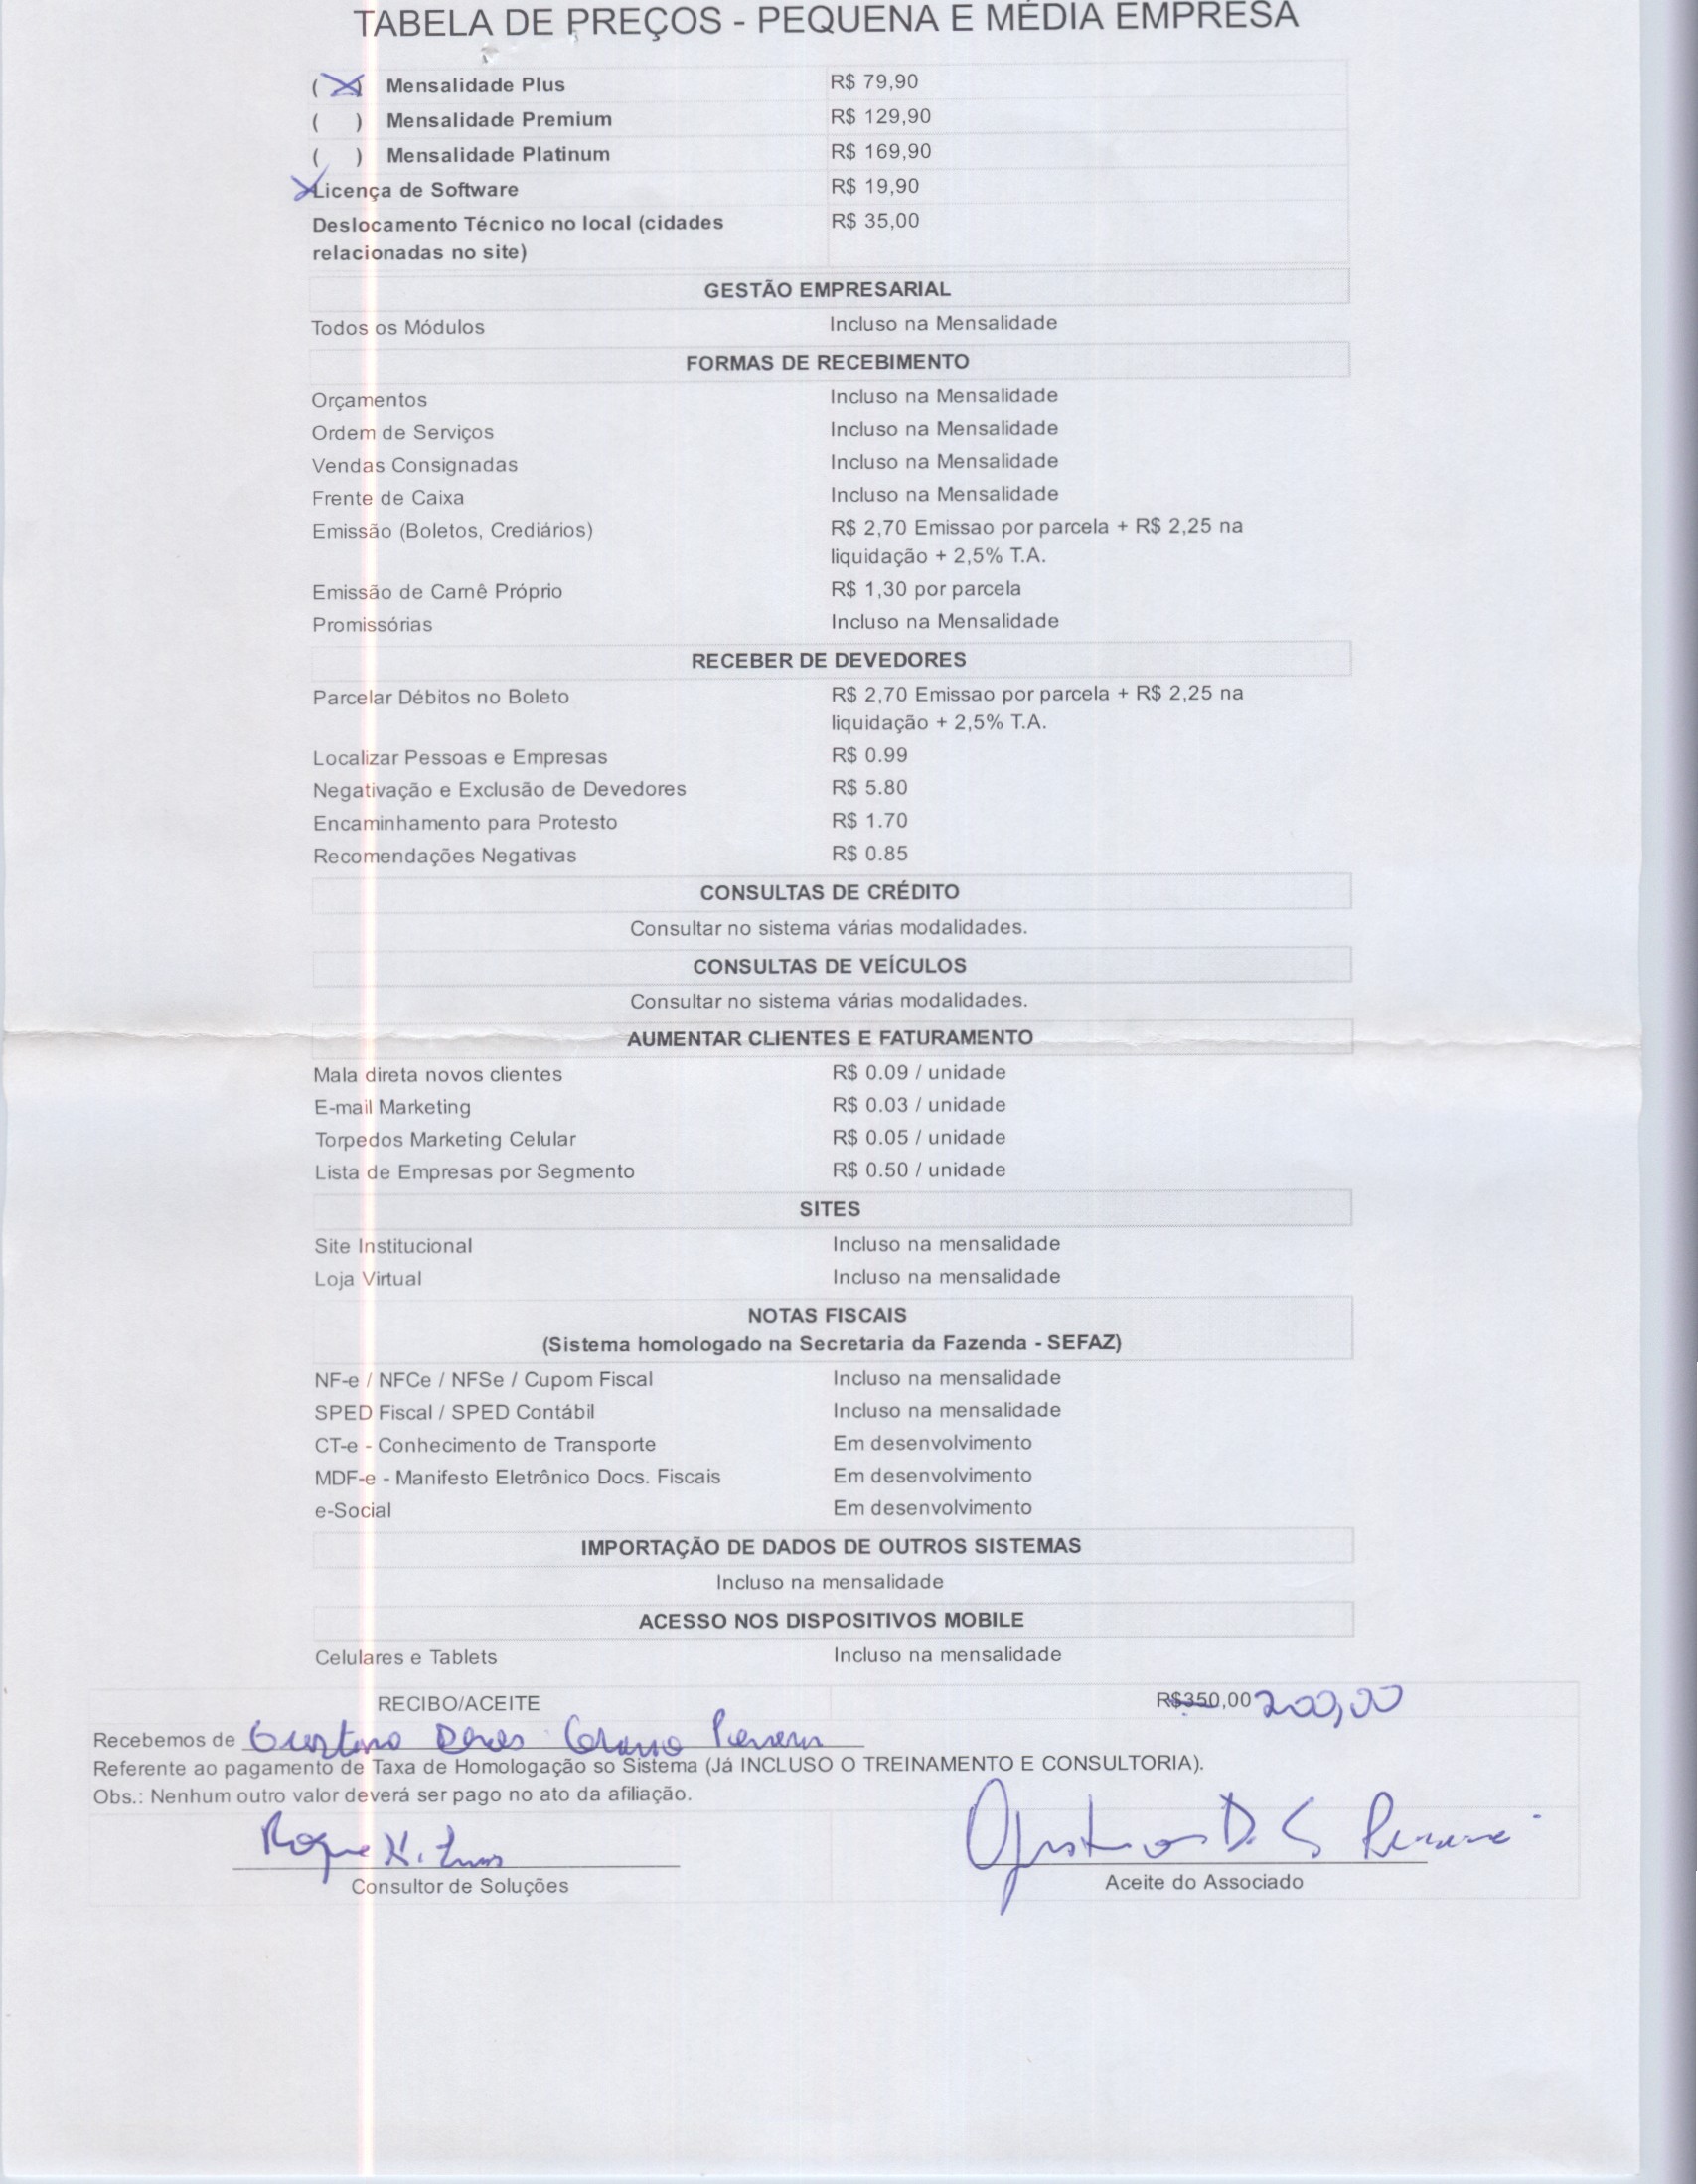 TABELA DE PREÇOS - PEQUENA E MÉDIA EMPRESA
(X) Mensalidade Plus R$ 79,90
( ) Mensalidade Premium R$ 129,90
( ) Mensalidade Platinum R$ 169,90
X Licença de Software R$ 19,90
Deslocamento Técnico no local (cidades R$ 35,00
relacionadas no site)
GESTÃO EMPRESARIAL
Todos os Módulos Incluso na Mensalidade
FORMAS DE RECEBIMENTO
Orçamentos Incluso na Mensalidade
Ordem de Serviços Incluso na Mensalidade
Vendas Consignadas Incluso na Mensalidade
Frente de Caixa Incluso na Mensalidade
Emissão (Boletos, Crediários) R$ 2,70 Emissao por parcela + R$ 2,25 na
liquidação + 2,5% T.A.
Emissão de Carnê Próprio R$ 1,30 por parcela
Promissórias Incluso na Mensalidade
RECEBER DE DEVEDORES
Parcelar Débitos no Boleto R$ 2,70 Emissao por parcela + R$ 2,25 na
liquidação + 2,5% T.A.
Localizar Pessoas e Empresas R$ 0.99
Negativação e Exclusão de Devedores R$ 5.80
Encaminhamento para Protesto R$ 1.70
Recomendações Negativas R$ 0.85
CONSULTAS DE CRÉDITO
Consultar no sistema várias modalidades.
CONSULTAS DE VEÍCULOS
Consultar no sistema várias modalidades.
AUMENTAR CLIENTES E FATURAMENTO
Mala direta novos clientes R$ 0.09 / unidade
E-mail Marketing R$ 0.03 / unidade
Torpedos Marketing Celular R$ 0.05 / unidade
Lista de Empresas por Segmento R$ 0.50 / unidade
SITES
Site Institucional Incluso na mensalidade
Loja Virtual Incluso na mensalidade
NOTAS FISCAIS
(Sistema homologado na Secretaria da Fazenda - SEFAZ)
NF-e / NFCe / NFSe / Cupom Fiscal Incluso na mensalidade
SPED Fiscal / SPED Contábil Incluso na mensalidade
CT-e - Conhecimento de Transporte Em desenvolvimento
MDF-e - Manifesto Eletrônico Docs. Fiscais Em desenvolvimento
e-Social Em desenvolvimento
IMPORTAÇÃO DE DADOS DE OUTROS SISTEMAS
Incluso na mensalidade
ACESSO NOS DISPOSITIVOS MOBILE
Celulares e Tablets Incluso na mensalidade
RECIBO/ACEITE R$350,00 200,00
Recebemos de Gustavo
Referente ao pagamento de Taxa de Homologação so Sistema (Já INCLUSO O TREINAMENTO E CONSULTORIA).
Obs.: Nenhum outro valor deverá ser pago no ato da afiliação.
Roque
Consultor de Soluções
Aceite do Associado